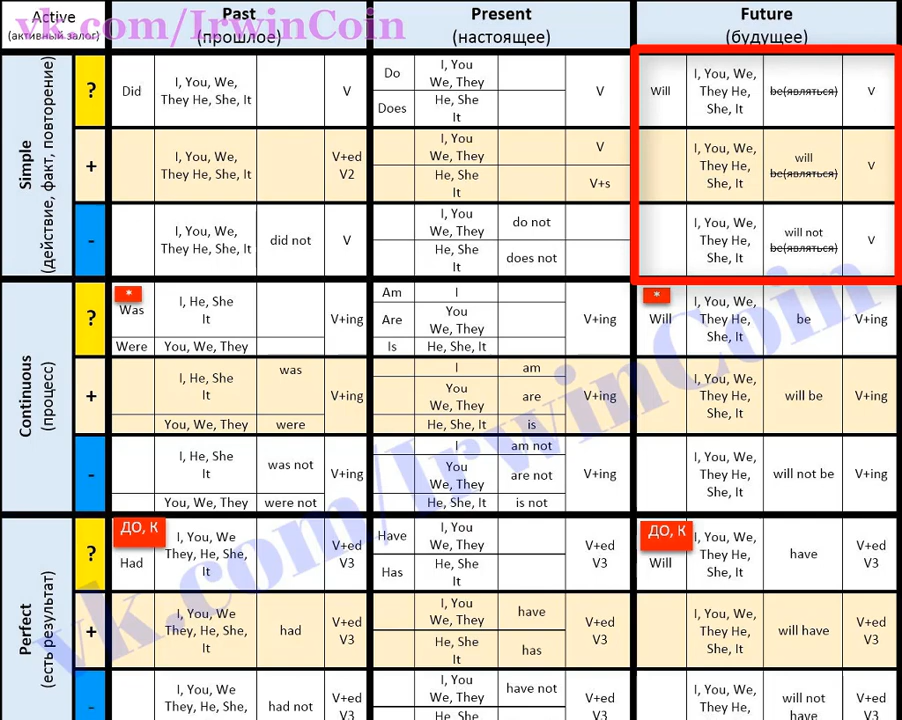 Active
(активный залог)
Past
(прошлое)
Present
(настоящее)
Future
(будущее)
vk.com/IrwinCoin
Simple
(действие, факт, повторение)
?
Did
I, You, We,
They He, She, It
V
Do
I, You
We, They
Does
He, She
It
V
Will
I, You, We,
They He,
She, It
be(являться)
V
+
I, You, We,
They He, She, It
V+ed
V2
I, You
We, They
V
He, She
It
V+s
I, You, We,
They He,
She, It
will
be(являться)
V
-
I, You, We,
They He, She, It
did not
V
I, You
We, They
do not
He, She
It
does not
I, You, We,
They He,
She, It
will not
be(являться)
V
Continuous
(процесс)
?
*
Was
I, He, She
It
Were
You, We, They
V+ing
Am
I
Are
You
We, They
Is
He, She, It
V+ing
*
Will
I, You, We,
They He,
She, It
be
V+ing
+
I, He, She
It
was
You, We, They
were
V+ing
I
am
You
We, They
are
He, She, It
is
V+ing
I, You, We,
They He,
She, It
will be
V+ing
-
I, He, She
It
was not
You, We, They
were not
V+ing
I
am not
You
We, They
are not
He, She, It
is not
V+ing
I, You, We,
They He,
She, It
will not be
V+ing
Perfect
(есть результат)
?
ДО, К
Had
I, You, We
They, He, She,
It
V+ed
V3
Have
I, You
We, They
Has
He, She
It
V+ed
V3
ДО, К
Will
I, You, We,
They He,
She, It
have
V+ed
V3
+
I, You, We
They, He, She,
It
had
V+ed
V3
I, You
We, They
have
He, She
It
has
V+ed
V3
I, You, We,
They He,
She, It
will have
V+ed
V3
-
I, You, We
They, He, She,
had not
V+ed
V3
I, You
We, They
have not
He, She
V+ed
V3
I, You, We,
They He,
will not
have
V+ed
V3
vk.com/IrwinCoin